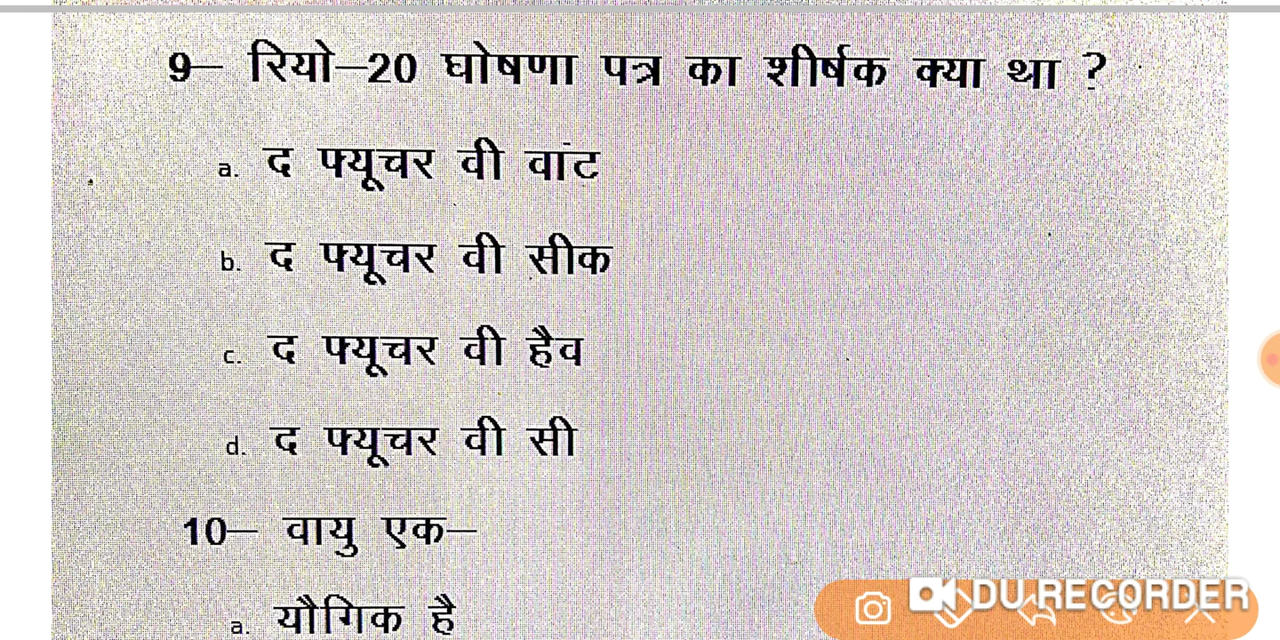 9– रियो–20 घोषणा पत्र का शीर्षक क्या था ?
a. द फ्यूचर वी वांट
b. द फ्यूचर वी सीक
c. द फ्यूचर वी हैव
d. द फ्यूचर वी सी
10– वायु एक–
a. यौगिक है
DU RECORDER